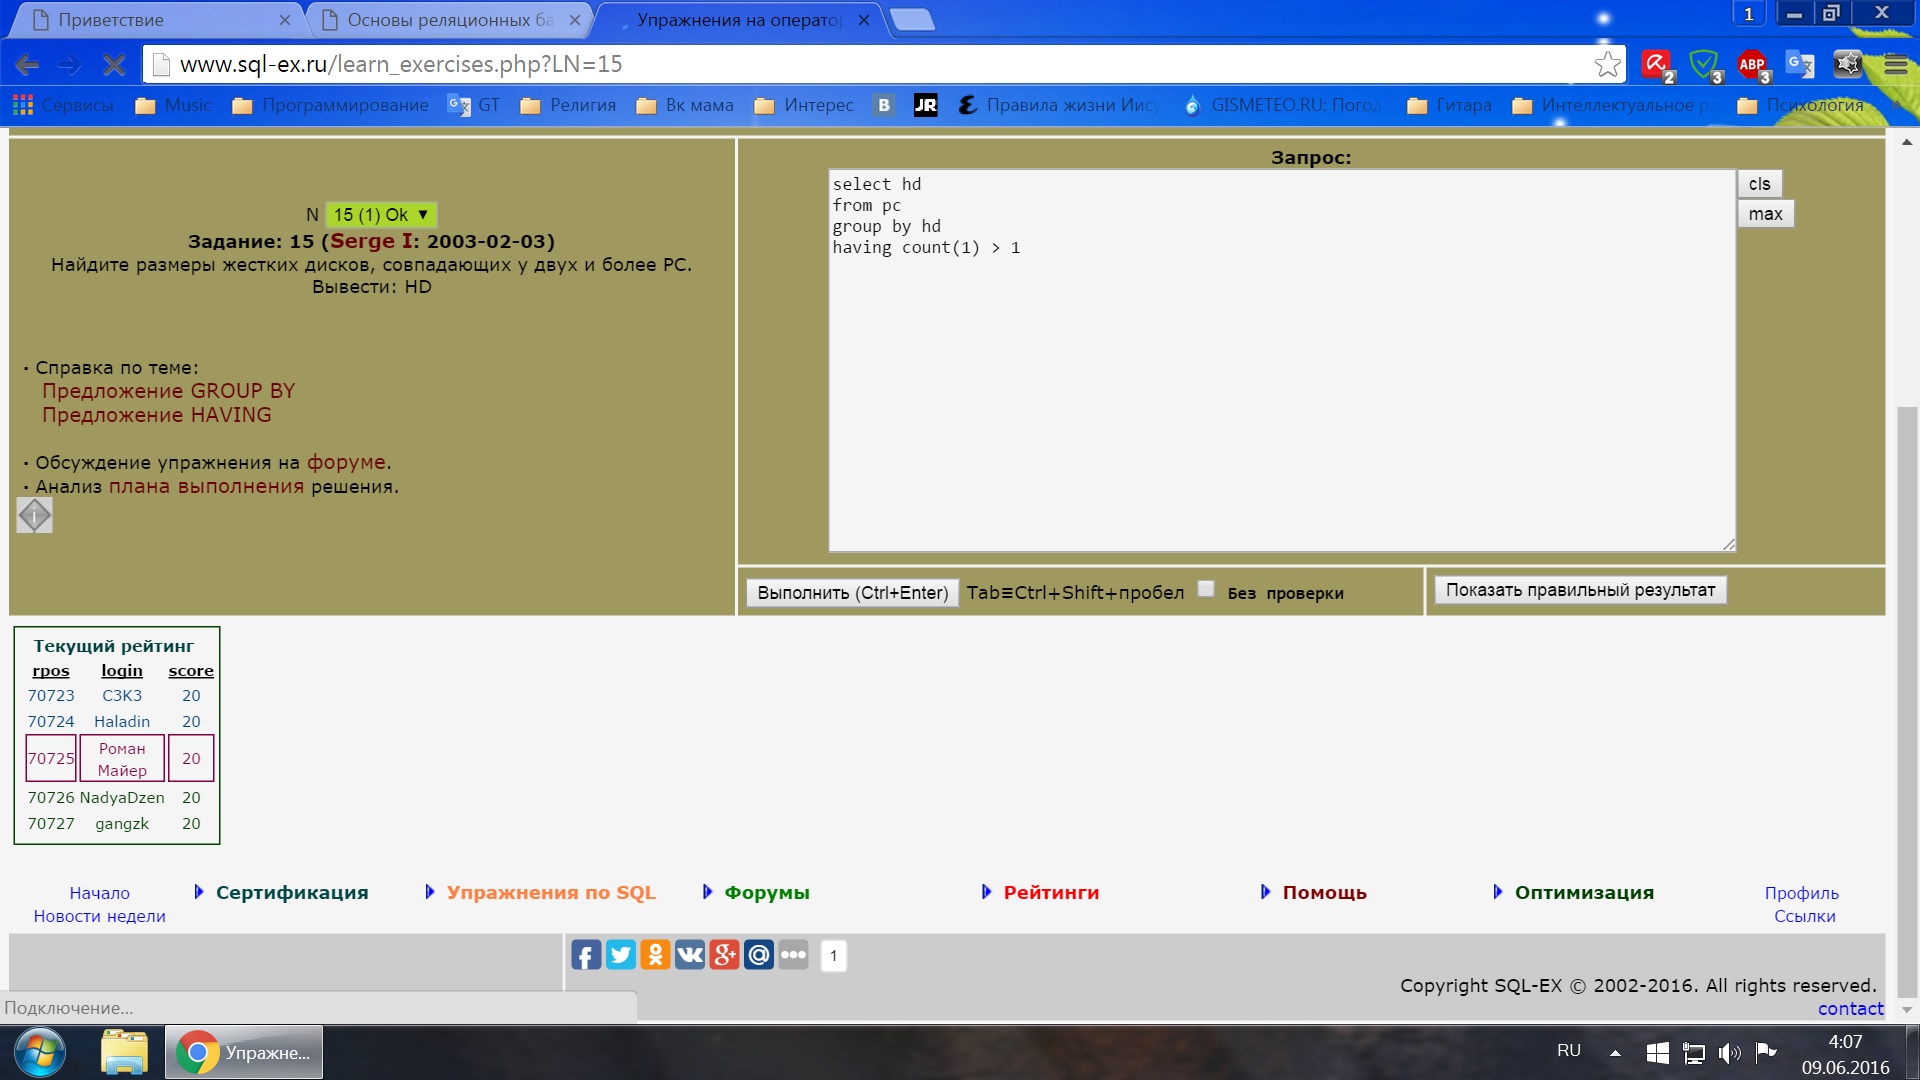 Приветствие
Основы реляционных ба
Упражнения на операто
1
www.sql-ex.ru/learn_exercises.php?LN=15
2
3
ABP
3
Сервисы
Music
Программирование
GT
Религия
Вк мама
Интерес
B
JR
Правила жизни Иису
GISMETEO.RU: Погод
Гитара
Интеллектуальное ра
Психология
N 15 (1) Ok
Задание: 15 (Serge I: 2003-02-03)
Найдите размеры жестких дисков, совпадающих у двух и более PC.
Вывести: HD
· Справка по теме:
Предложение GROUP BY
Предложение HAVING
· Обсуждение упражнения на форуме.
· Анализ плана выполнения решения.
Запрос:
select hd
from pc
group by hd
having count(1) > 1
cls
max
Выполнить (Ctrl+Enter) Tab≡Ctrl+Shift+пробел Без проверки
Показать правильный результат
Текущий рейтинг
rpos login score
70723 C3K3 20
70724 Haladin 20
70725 Роман Майер 20
70726 NadyaDzen 20
70727 gangzk 20
Начало
Новости недели
Сертификация
Упражнения по SQL
Форумы
Рейтинги
Помощь
Оптимизация
Профиль
Ссылки
1
Copyright SQL-EX © 2002-2016. All rights reserved.
contact
Подключение...
Упражне...
RU
4:07
09.06.2016